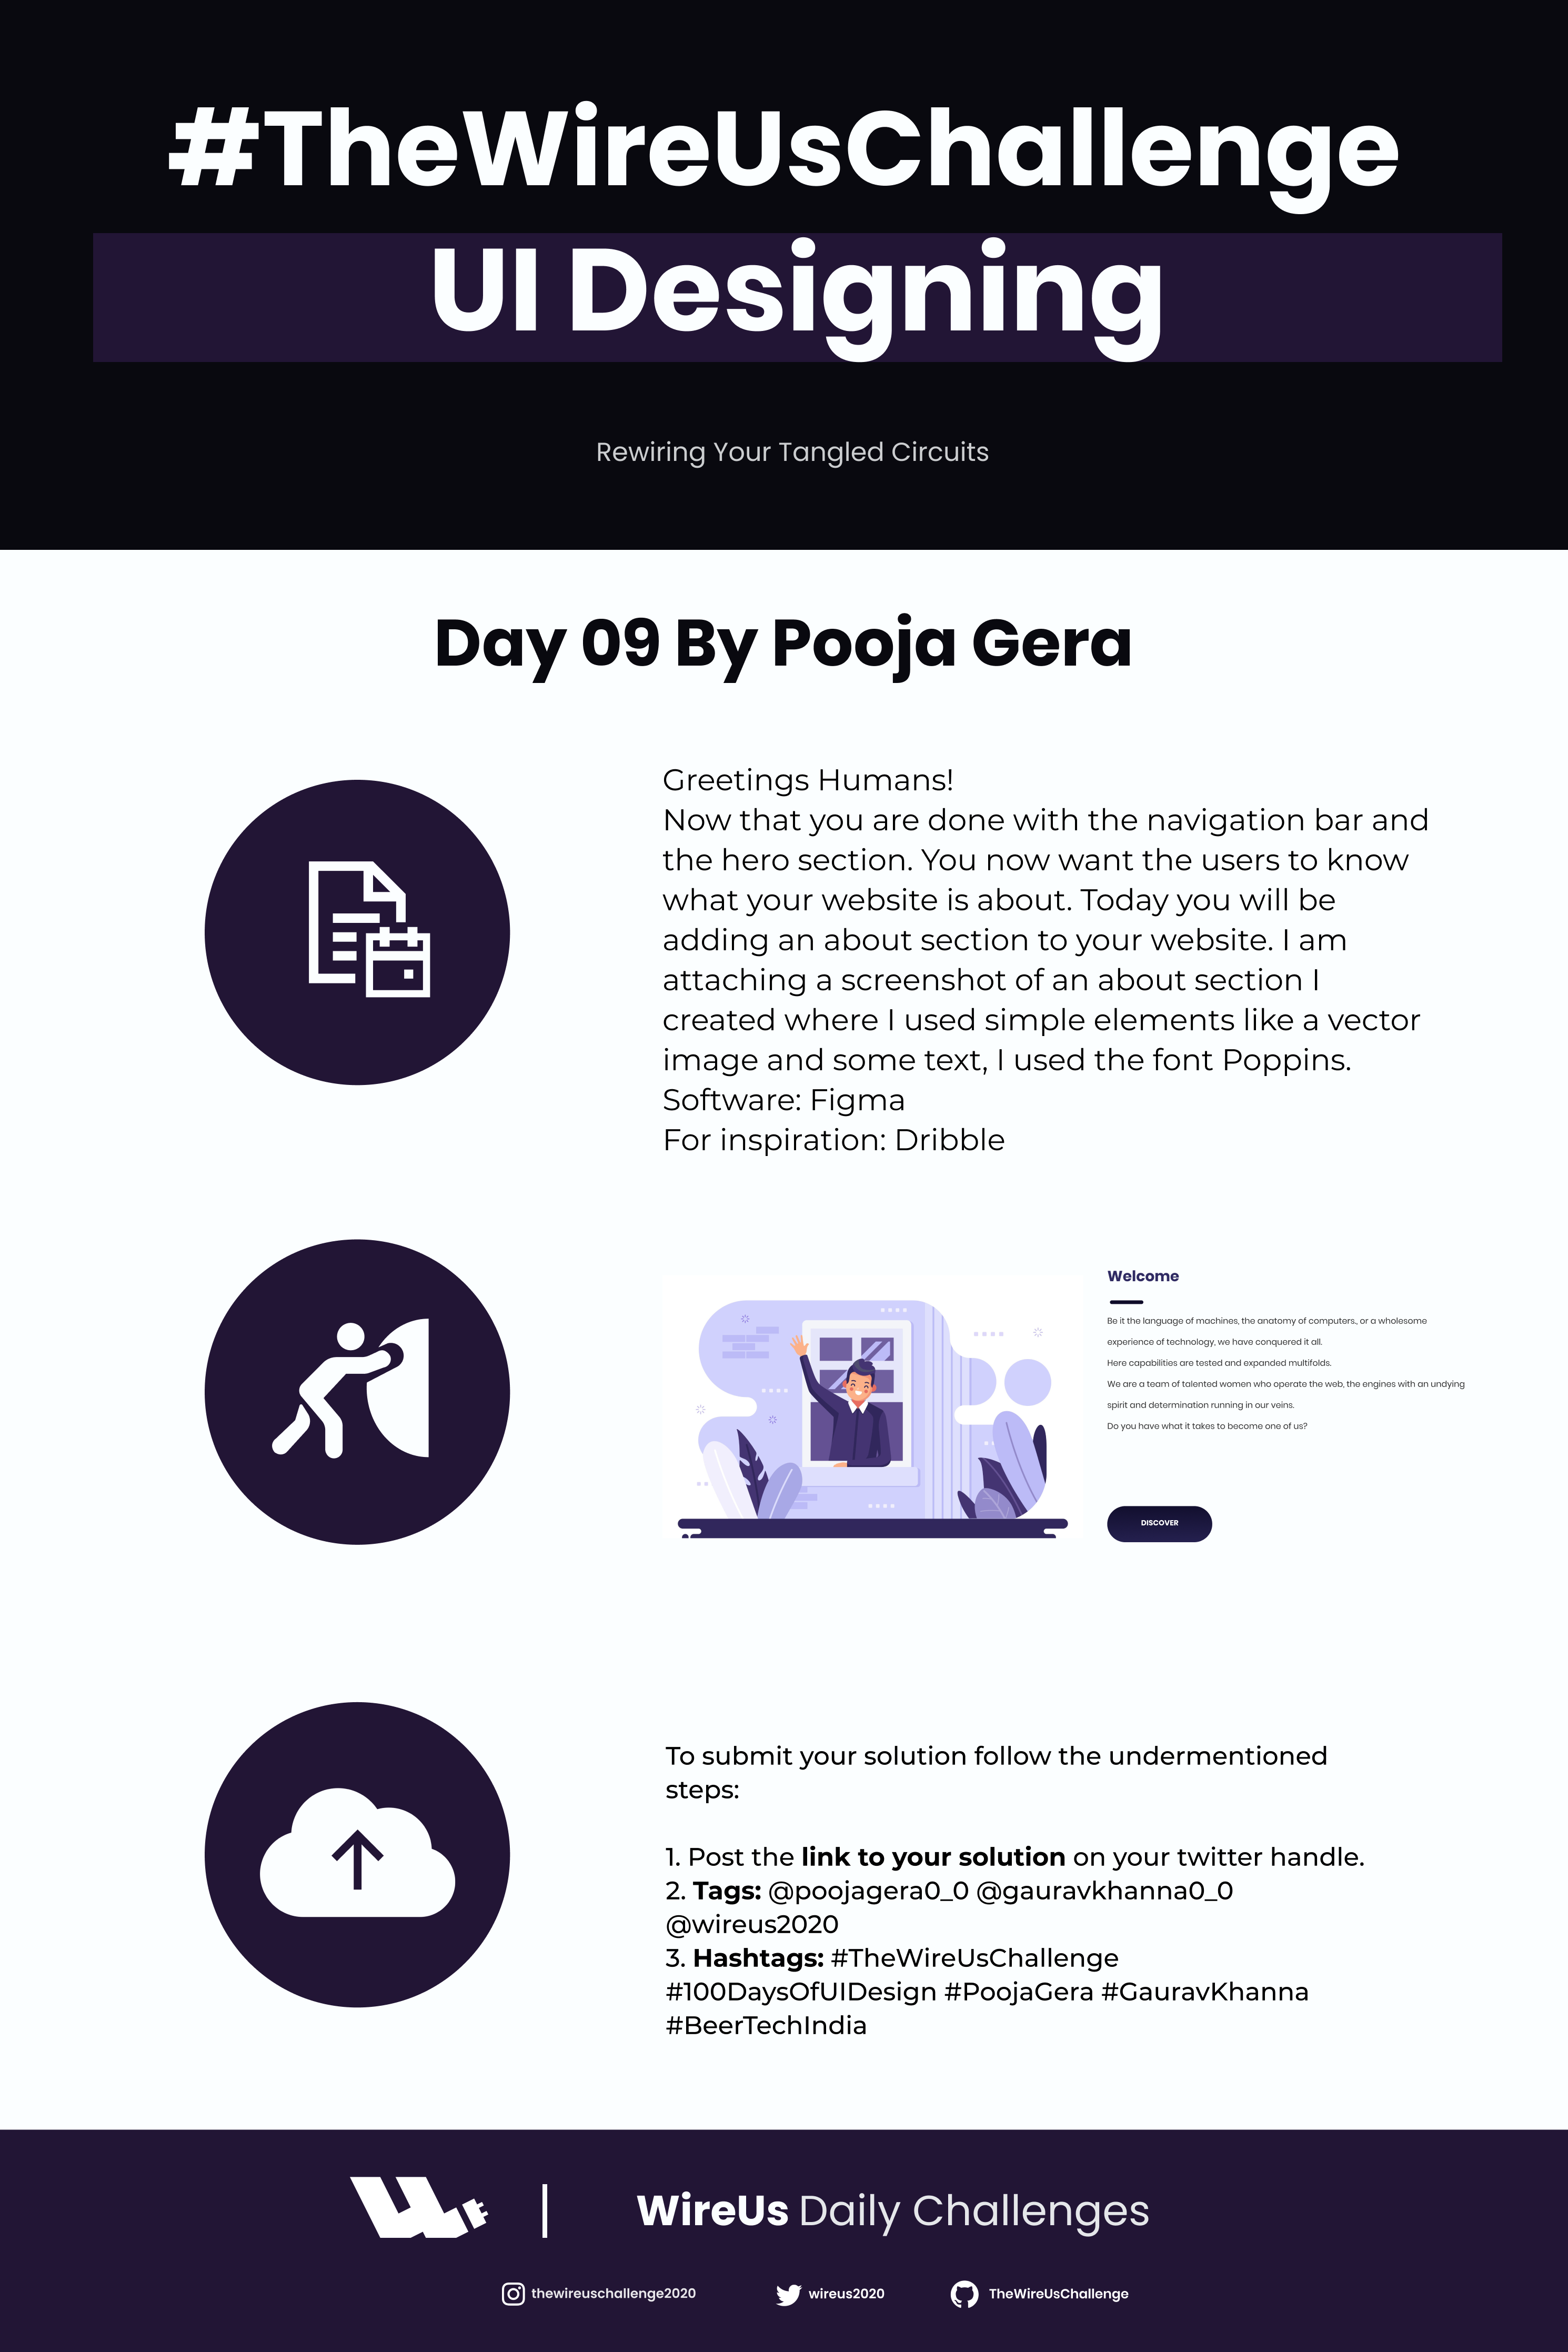 #TheWireUsChallenge
UI Designing
Rewiring Your Tangled Circuits
Day 09 By Pooja Gera
Greetings Humans!
Now that you are done with the navigation bar and
the hero section. You now want the users to know
what your website is about. Today you will be
adding an about section to your website. I am
attaching a screenshot of an about section I
created where I used simple elements like a vector
image and some text, I used the font Poppins.
Software: Figma
For inspiration: Dribble
Welcome
Be it the language of machines, the anatomy of computers., or a wholesome
experience of technology, we have conquered it all.
Here capabilities are tested and expanded multifolds.
We are a team of talented women who operate the web, the engines with an undying
spirit and determination running in our veins.
Do you have what it takes to become one of us?
DISCOVER
To submit your solution follow the undermentioned
steps:
1. Post the link to your solution on your twitter handle.
2. Tags: @poojagera0_0 @gauravkhanna0_0
@wireus2020
3. Hashtags: #TheWireUsChallenge
#100DaysOfUIDesign #PoojaGera #GauravKhanna
#BeerTechIndia
WireUs Daily Challenges
thewireuschallenge2020
wireus2020
TheWireUsChallenge